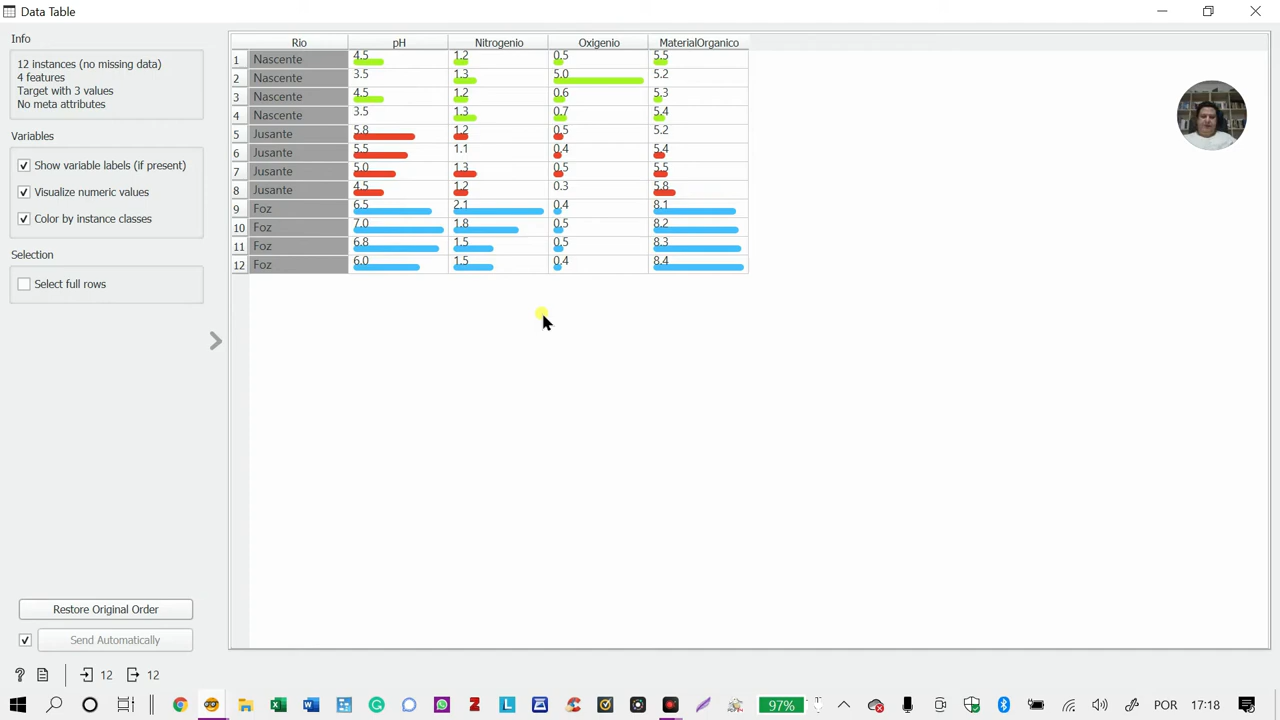 Data Table
Info
12 instances (no missing data)
4 features
Target with 3 values
No meta attributes
Variables
Show variable labels (if present)
Visualize numeric values
Color by instance classes
Selection
Select full rows
Restore Original Order
Send Automatically
12 12
Rio pH Nitrogenio Oxigenio MaterialOrganico
1 Nascente 4.5 1.2 0.5 5.5
2 Nascente 3.5 1.3 5.0 5.2
3 Nascente 4.5 1.2 0.6 5.3
4 Nascente 3.5 1.3 0.7 5.4
5 Jusante 5.8 1.2 0.5 5.2
6 Jusante 5.5 1.1 0.4 5.4
7 Jusante 5.0 1.3 0.5 5.5
8 Jusante 4.5 1.2 0.3 5.8
9 Foz 6.5 2.1 0.4 8.1
10 Foz 7.0 1.8 0.5 8.2
11 Foz 6.8 1.5 0.5 8.3
12 Foz 6.0 1.5 0.4 8.4
97% POR 17:18